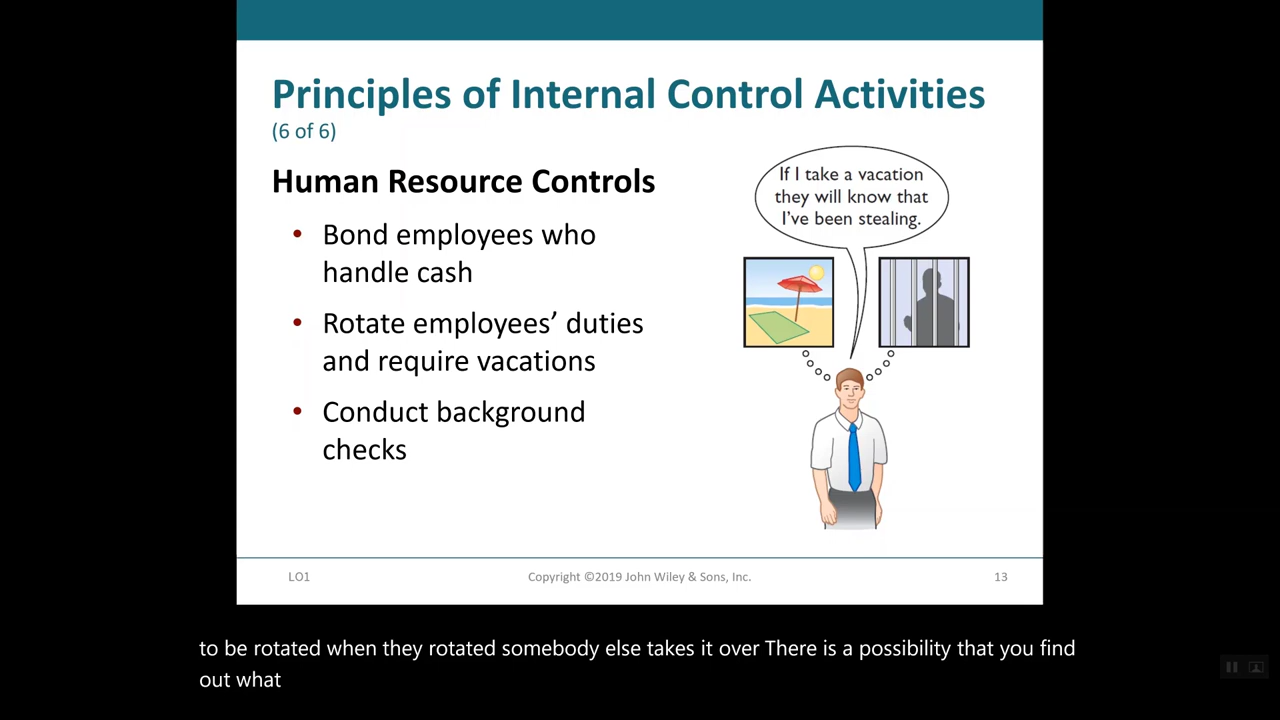 Principles of Internal Control Activities
(6 of 6)
Human Resource Controls
• Bond employees who
handle cash
• Rotate employees’ duties
and require vacations
• Conduct background
checks
If I take a vacation
they will know that
I’ve been stealing.
LO1
Copyright ©2019 John Wiley & Sons, Inc.
13
to be rotated when they rotated somebody else takes it over There is a possibility that you find
out what